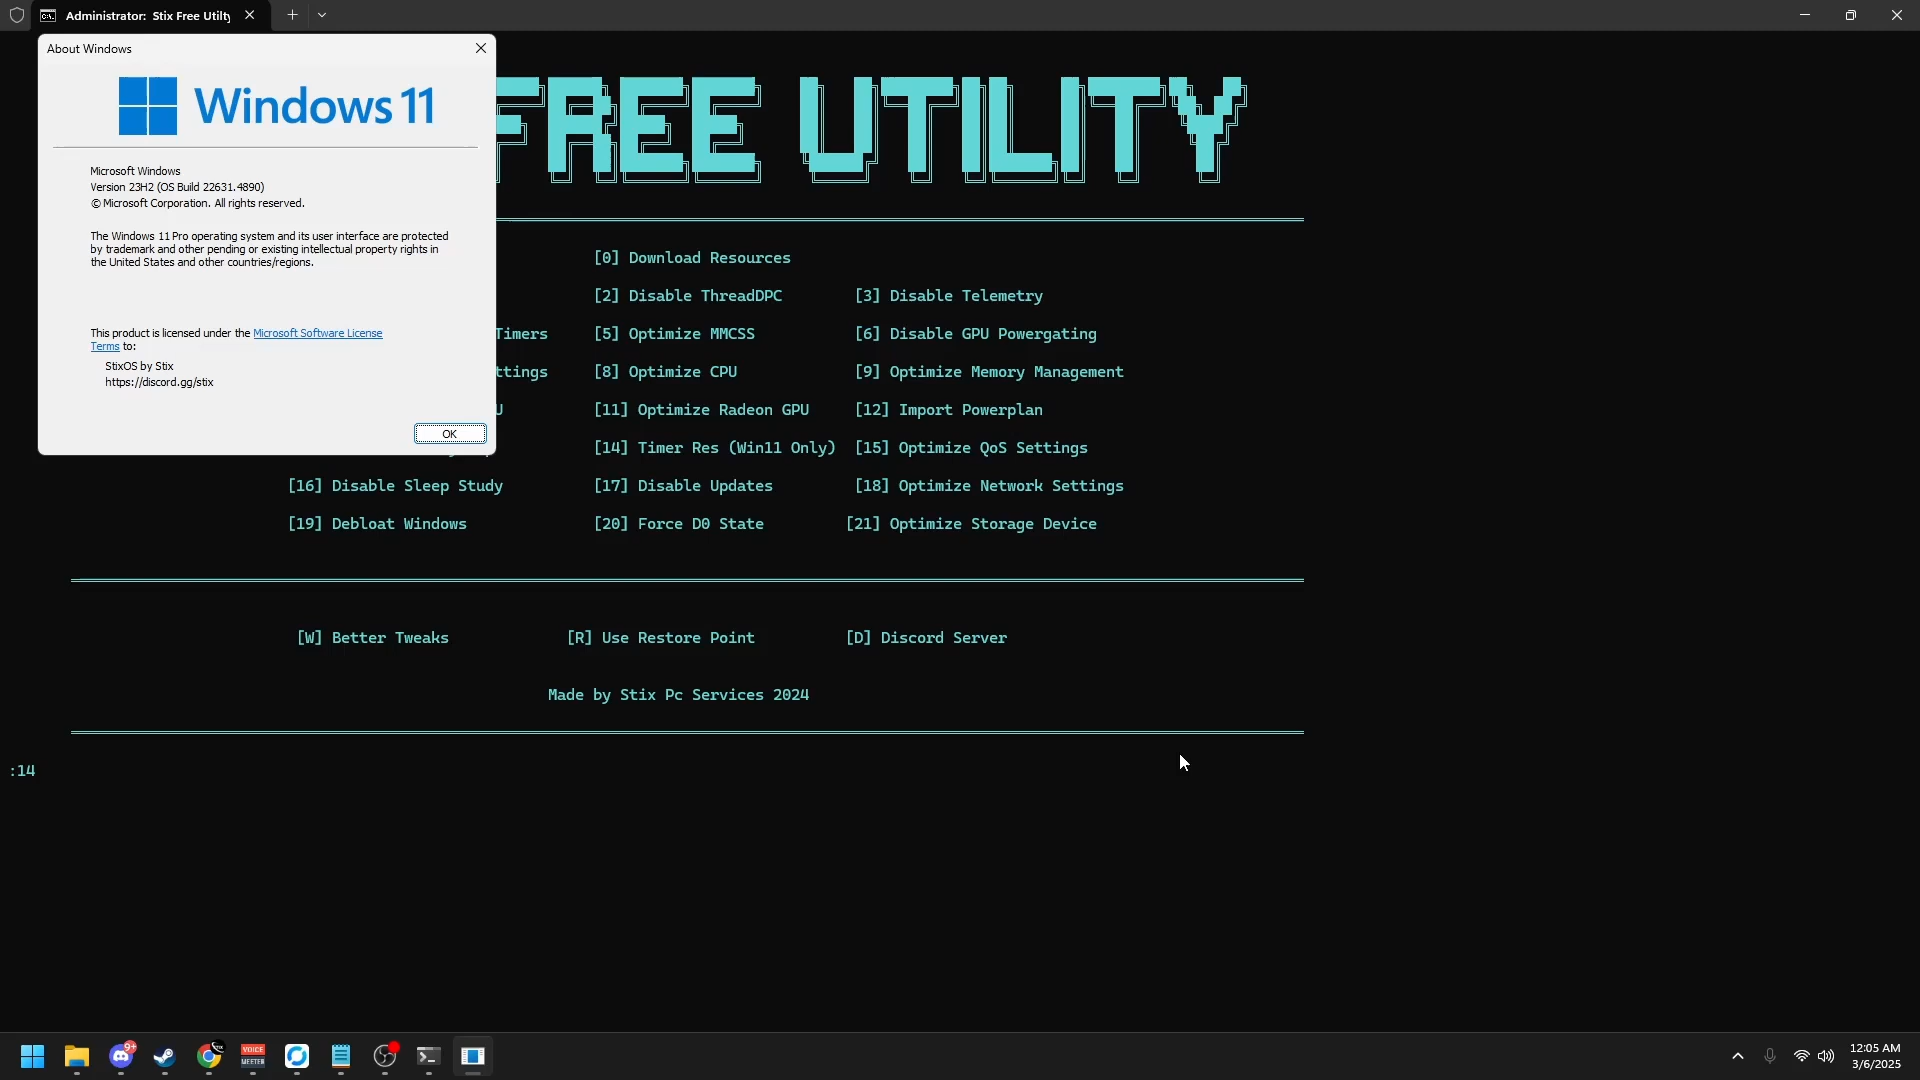 Administrator: Stix Free Utilty
About Windows
Windows 11
FREE UTILITY
Microsoft Windows
Version 23H2 (OS Build 22631.4890)
© Microsoft Corporation. All rights reserved.
The Windows 11 Pro operating system and its user interface are protected
by trademark and other pending or existing intellectual property rights in
the United States and other countries/regions.
This product is licensed under the Microsoft Software License
Terms to:
StixOS by Stix
https://discord.gg/stix
OK
[0] Download Resources
[2] Disable ThreadDPC [3] Disable Telemetry
Timers [5] Optimize MMCSS [6] Disable GPU Powergating
ttings [8] Optimize CPU [9] Optimize Memory Management
U [11] Optimize Radeon GPU [12] Import Powerplan
[14] Timer Res (Win11 Only) [15] Optimize QoS Settings
[16] Disable Sleep Study [17] Disable Updates [18] Optimize Network Settings
[19] Debloat Windows [20] Force D0 State [21] Optimize Storage Device
[W] Better Tweaks [R] Use Restore Point [D] Discord Server
Made by Stix Pc Services 2024
:14
9+
VOICE
MEETER
12:05 AM
3/6/2025